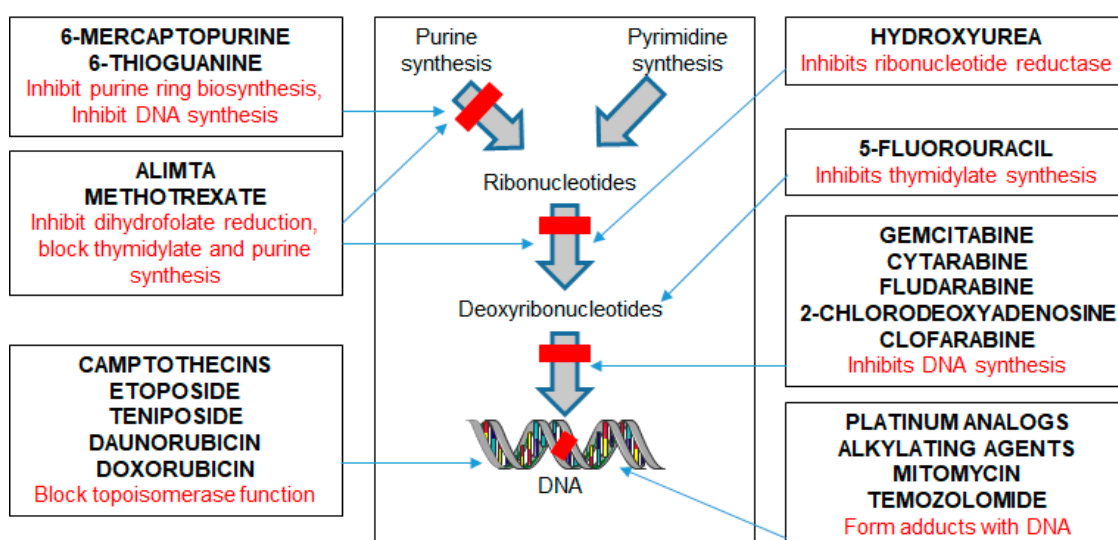 6-MERCAPTOPURINE
6-THIOGUANINE
Inhibit purine ring biosynthesis,
Inhibit DNA synthesis
ALIMTA
METHOTREXATE
Inhibit dihydrofolate reduction,
block thymidylate and purine
synthesis
CAMPTOTHECINS
ETOPOSIDE
TENIPOSIDE
DAUNORUBICIN
DOXORUBICIN
Block topoisomerase function
Purine
synthesis
Pyrimidine
synthesis
Ribonucleotides
Deoxyribonucleotides
DNA
HYDROXYUREA
Inhibits ribonucleotide reductase
5-FLUOROURACIL
Inhibits thymidylate synthesis
GEMCITABINE
CYTARABINE
FLUDARABINE
2-CHLORODEOXYADENOSINE
CLOFARABINE
Inhibits DNA synthesis
PLATINUM ANALOGS
ALKYLATING AGENTS
MITOMYCIN
TEMOZOLOMIDE
Form adducts with DNA